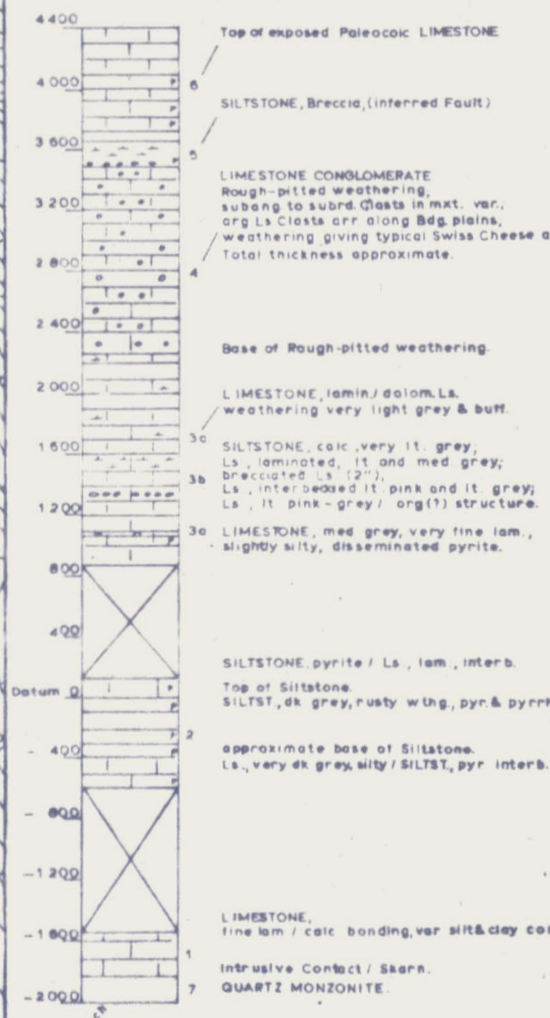 4400
Top of exposed Paleocoic LIMESTONE
4000
6
SILTSTONE, Breccia, (inferred Fault)
3600
5
LIMESTONE CONGLOMERATE
Rough-pitted weathering,
3200
subang to subrd. Clasts in mxt. var.,
arg Ls Clasts arr along Bdg. plains,
weathering giving typical Swiss Cheese a
2800
Total thickness approximate.
4
2400
Base of Rough-pitted weathering.
2000
LIMESTONE, lamin./ dolom. Ls.
weathering very light grey & buff.
3c
1600
SILTSTONE, calc., very lt. grey;
Ls., laminated, lt and med grey;
brecciated Ls (2"),
3b
Ls., interbedded lt. pink and lt. grey;
Ls., lt pink-grey / org(?) structure.
1200
3a
LIMESTONE, med grey, very fine lam.,
slightly silty, disseminated pyrite.
800
400
SILTSTONE, pyrite / Ls., lam., interb.
Datum 0
Top of Siltstone.
SILTST., dk grey, rusty wthg., pyr. & pyrrh
2
- 400
approximate base of Siltstone.
Ls., very dk grey, silty / SILTST., pyr interb.
- 800
-1200
LIMESTONE,
-1600
fine lam / calc banding, var silt & clay co
1
Intrusive Contact / Skarn.
-2000
7
QUARTZ MONZONITE.
P